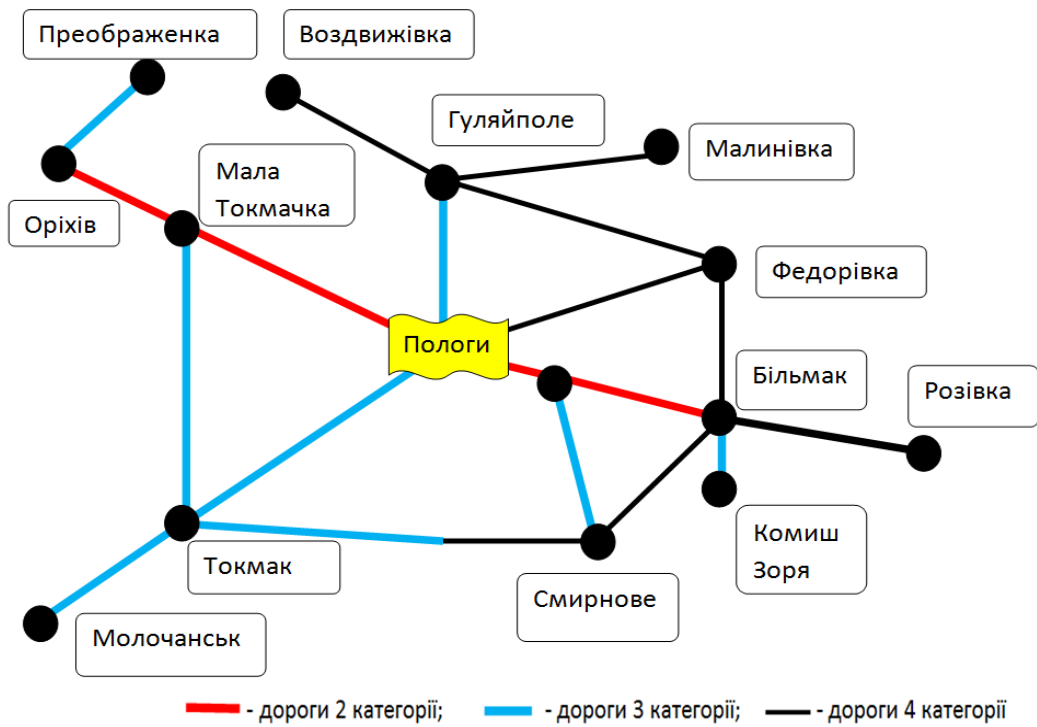 Преображенка
Воздвижівка
Гуляйполе
Малинівка
Мала
Токмачка
Оріхів
Федорівка
Пологи
Більмак
Розівка
Комиш
Зоря
Токмак
Смирнове
Молочанськ
- дороги 2 категорії;
- дороги 3 категорії;
- дороги 4 категорії